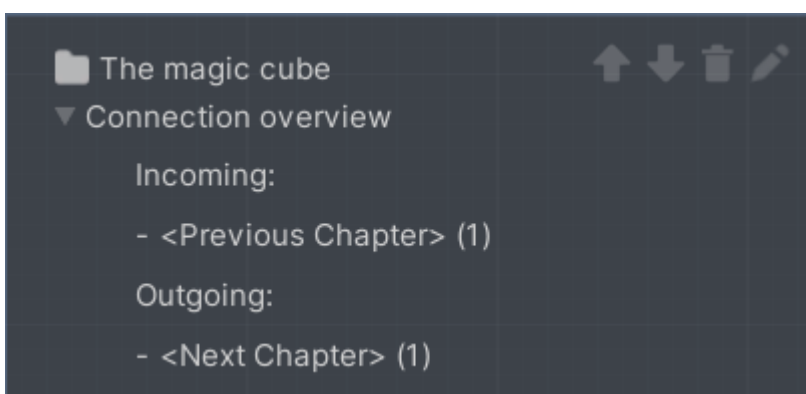 The magic cube
Connection overview
Incoming:
- <Previous Chapter> (1)
Outgoing:
- <Next Chapter> (1)